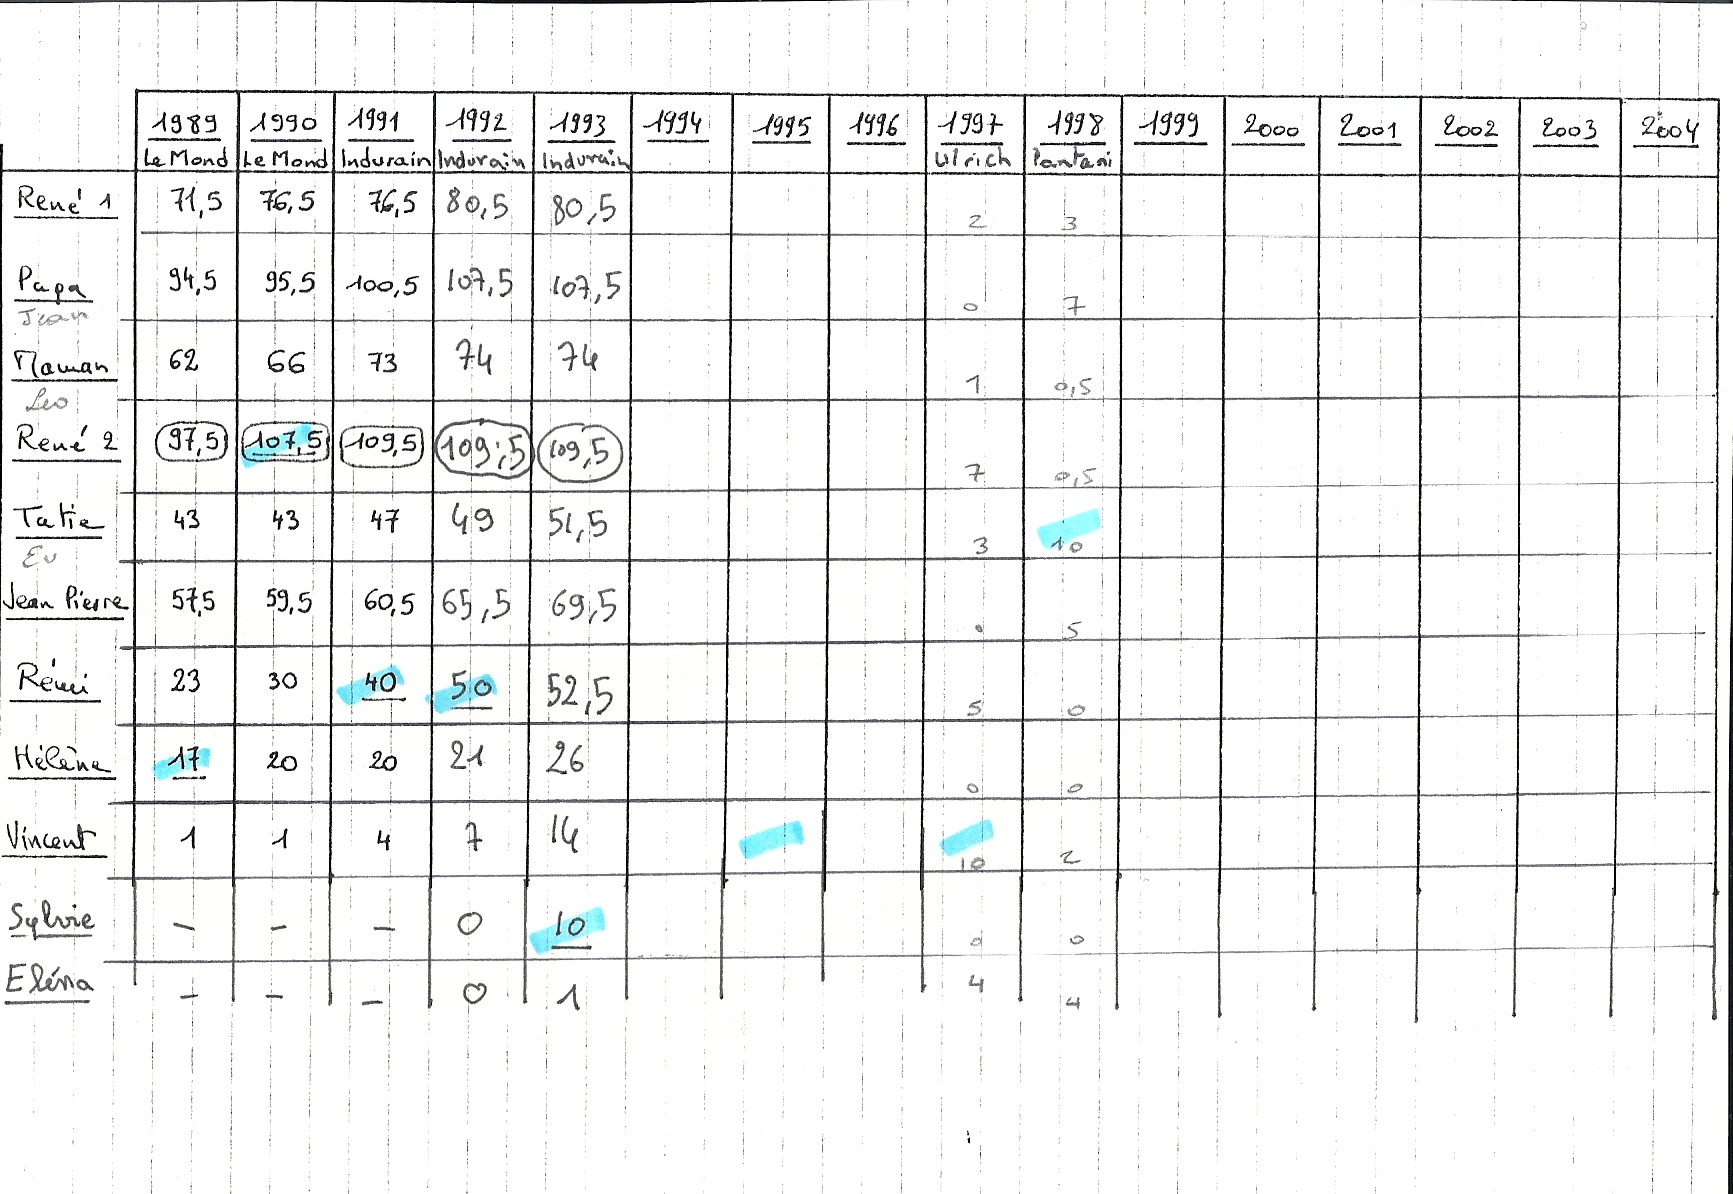 1989 1990 1991 1992 1993 1994 1995 1996 1997 1998 1999 2000 2001 2002 2003 2004
Le Mond Le Mond Indurain Indurain Indurain Ulrich Pantani
René 1 71,5 76,5 76,5 80,5 80,5 2 3
Papa 94,5 95,5 100,5 107,5 107,5 0 7
Jean
Maman 62 66 73 74 74 1 0,5
Leo
René 2 97,5 107,5 109,5 109,5 109,5 7 0,5
Tatie 43 43 47 49 51,5 3 10
Ev
Jean Pierre 57,5 59,5 60,5 65,5 69,5 5
Rémi 23 30 40 50 52,5 5 0
Hélène 17 20 20 21 26 0 0
Vincent 1 1 4 7 14 10 2
Sylvie - - - 0 10 0 0
Eléna - - - 0 1 4 4